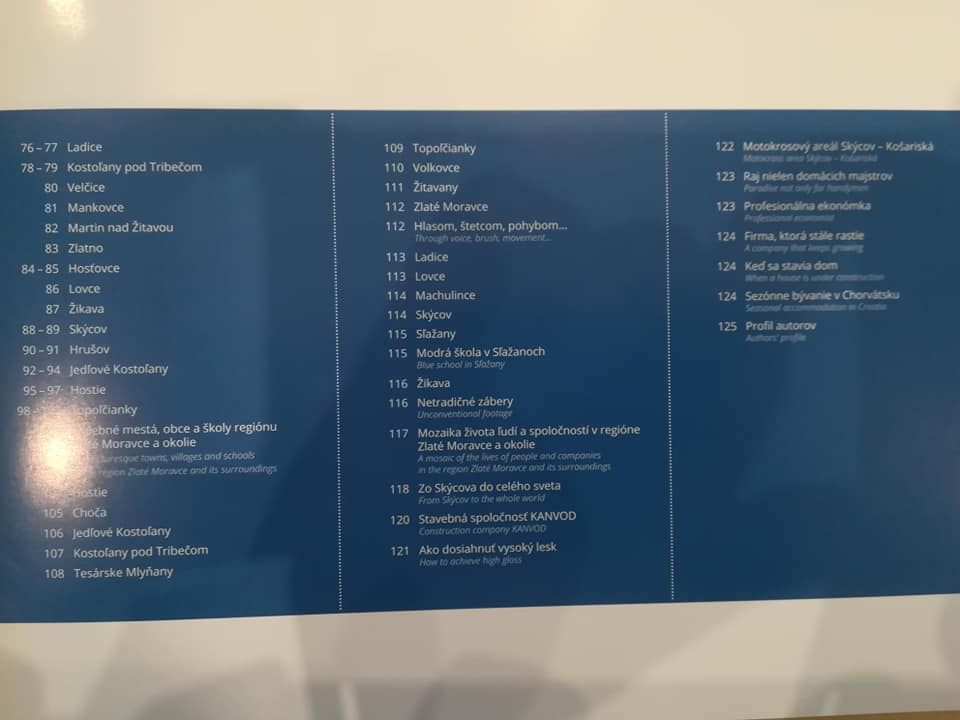 76 – 77 Ladice
78 – 79 Kostoľany pod Tribečom
80 Velčice
81 Mankovce
82 Martin nad Žitavou
83 Zlatno
84 – 85 Hosťovce
86 Lovce
87 Žikava
88 – 89 Skýcov
90 – 91 Hrušov
92 – 94 Jedľové Kostoľany
95 – 97 Hostie
98 – Topoľčianky
mestá, obce a školy regiónu
Moravce a okolie
towns, villages and schools
region Zlaté Moravce and its surroundings
Hostie
105 Choča
106 Jedľové Kostoľany
107 Kostoľany pod Tribečom
108 Tesárske Mlyňany
109 Topoľčianky
110 Volkovce
111 Žitavany
112 Zlaté Moravce
112 Hlasom, štetcom, pohybom...
Through voice, brush, movement...
113 Ladice
113 Lovce
114 Machulince
114 Skýcov
115 Sľažany
115 Modrá škola v Sľažanoch
Blue school in Sľažany
116 Žikava
116 Netradičné zábery
Unconventional footage
117 Mozaika života ľudí a spoločností v regióne
Zlaté Moravce a okolie
A mosaic of the lives of people and companies
in the region Zlaté Moravce and its surroundings
118 Zo Skýcova do celého sveta
From Skýcov to the whole world
120 Stavebná spoločnosť KANVOD
Construction company KANVOD
121 Ako dosiahnuť vysoký lesk
How to achieve high gloss
122 Motokrosový areál Skýcov – Košariská
Motocross area Skýcov – Košariská
123 Raj nielen domácich majstrov
Paradise not only for handymen
123 Profesionálna ekonómka
Professional economist
124 Firma, ktorá stále rastie
A company that keeps growing
124 Keď sa stavia dom
When a house is under construction
124 Sezónne bývanie v Chorvátsku
Seasonal accommodation in Croatia
125 Profil autorov
Authors' profile